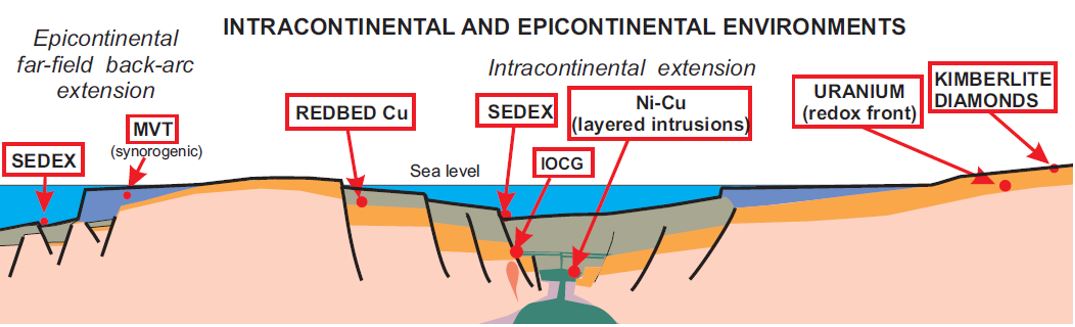 INTRACONTINENTAL AND EPICONTINENTAL ENVIRONMENTS
Epicontinental
far-field back-arc
extension
Intracontinental extension
SEDEX
MVT
(synorogenic)
REDBED Cu
Sea level
SEDEX
IOCG
Ni-Cu
(layered intrusions)
URANIUM
(redox front)
KIMBERLITE
DIAMONDS